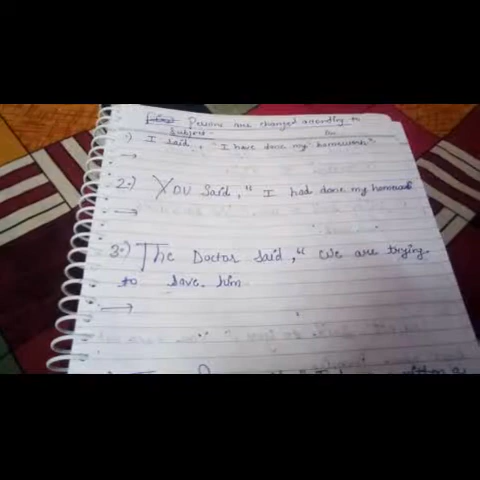 Persons are changed according to
Subject.
1) I said, "I have done my homework".
→
2.) You Said, "I had done my homework
→
3.) The Doctor Said, "We are trying
to save him
→